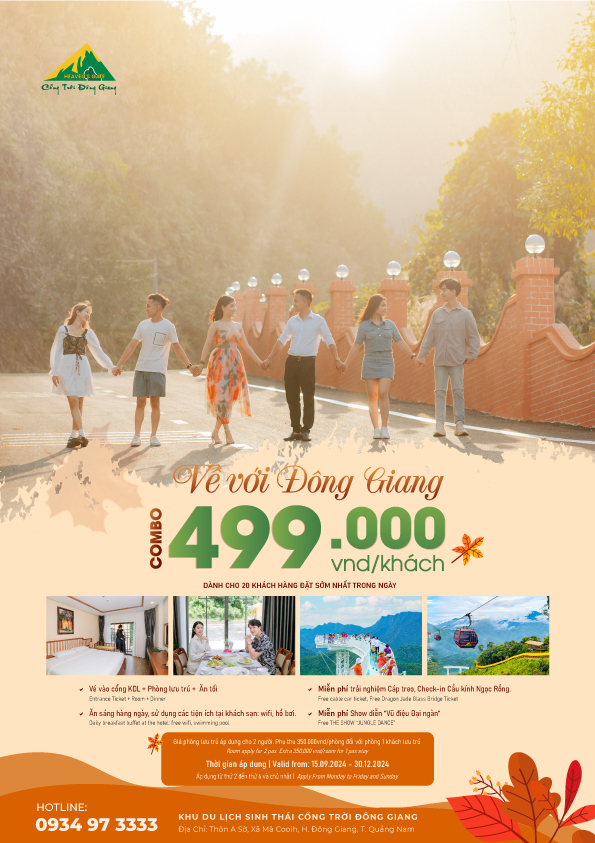 HEAVEN'S GATE
Cổng Trời Đông Giang
Về với Đông Giang
COMBO
499.000
vnd/khách
DÀNH CHO 20 KHÁCH HÀNG ĐẶT SỚM NHẤT TRONG NGÀY
Vé vào cổng KDL + Phòng lưu trú + Ăn tối
Entrance Ticket + Room + Dinner
Ăn sáng hàng ngày, sử dụng các tiện ích tại khách sạn: wifi, hồ bơi.
Daily breakfast buffet at the hotel: free wifi, swimming pool
Miễn phí trải nghiệm Cáp treo, Check-in Cầu kính Ngọc Rồng.
Free cable car ticket, Free Dragon Jade Glass Bridge Ticket
Miễn phí Show diễn "Vũ điệu Đại ngàn"
Free THE SHOW "JUNGLE DANCE"
Giá phòng lưu trú áp dụng cho 2 người. Phụ thu 350.000vnd/phòng đối với phòng 1 khách lưu trú
Room apply for 2 pax. Extra 350,000 vnd/room for 1 pax stay
Thời gian áp dụng | Valid from: 15.09.2024 - 30.12.2024
Áp dụng từ thứ 2 đến thứ 6 và chủ nhật | Apply From Monday to Friday and Sunday
HOTLINE:
0934 97 3333
KHU DU LỊCH SINH THÁI CỔNG TRỜI ĐÔNG GIANG
Địa Chỉ: Thôn A Sờ, Xã Mà Cooih, H. Đông Giang, T. Quảng Nam